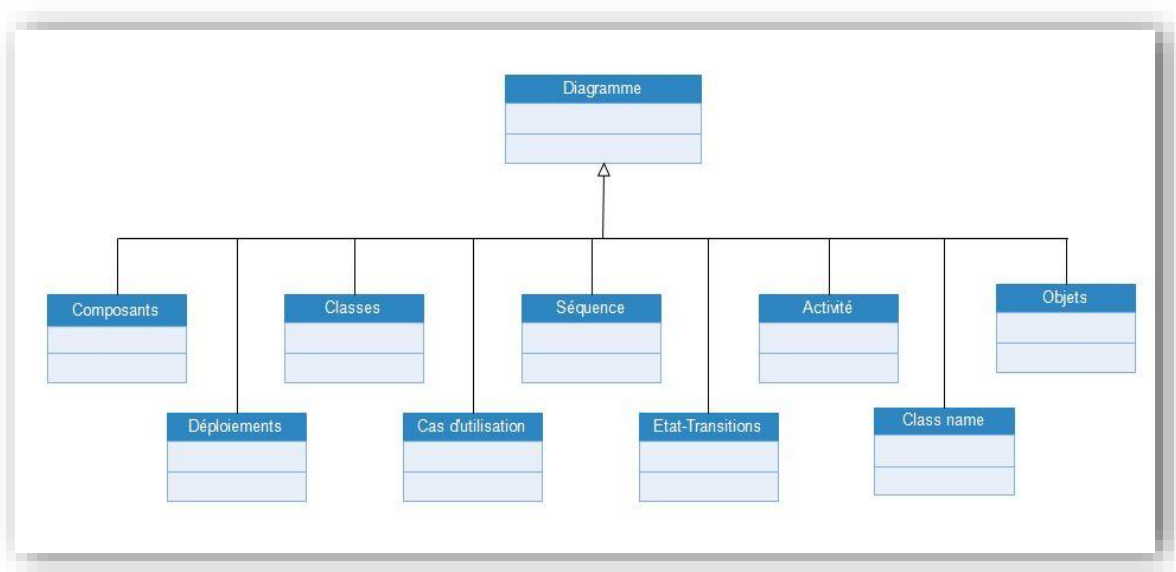 Diagramme
Composants
Classes
Séquence
Activité
Objets
Déploiements
Cas d'utilisation
Etat-Transitions
Class name